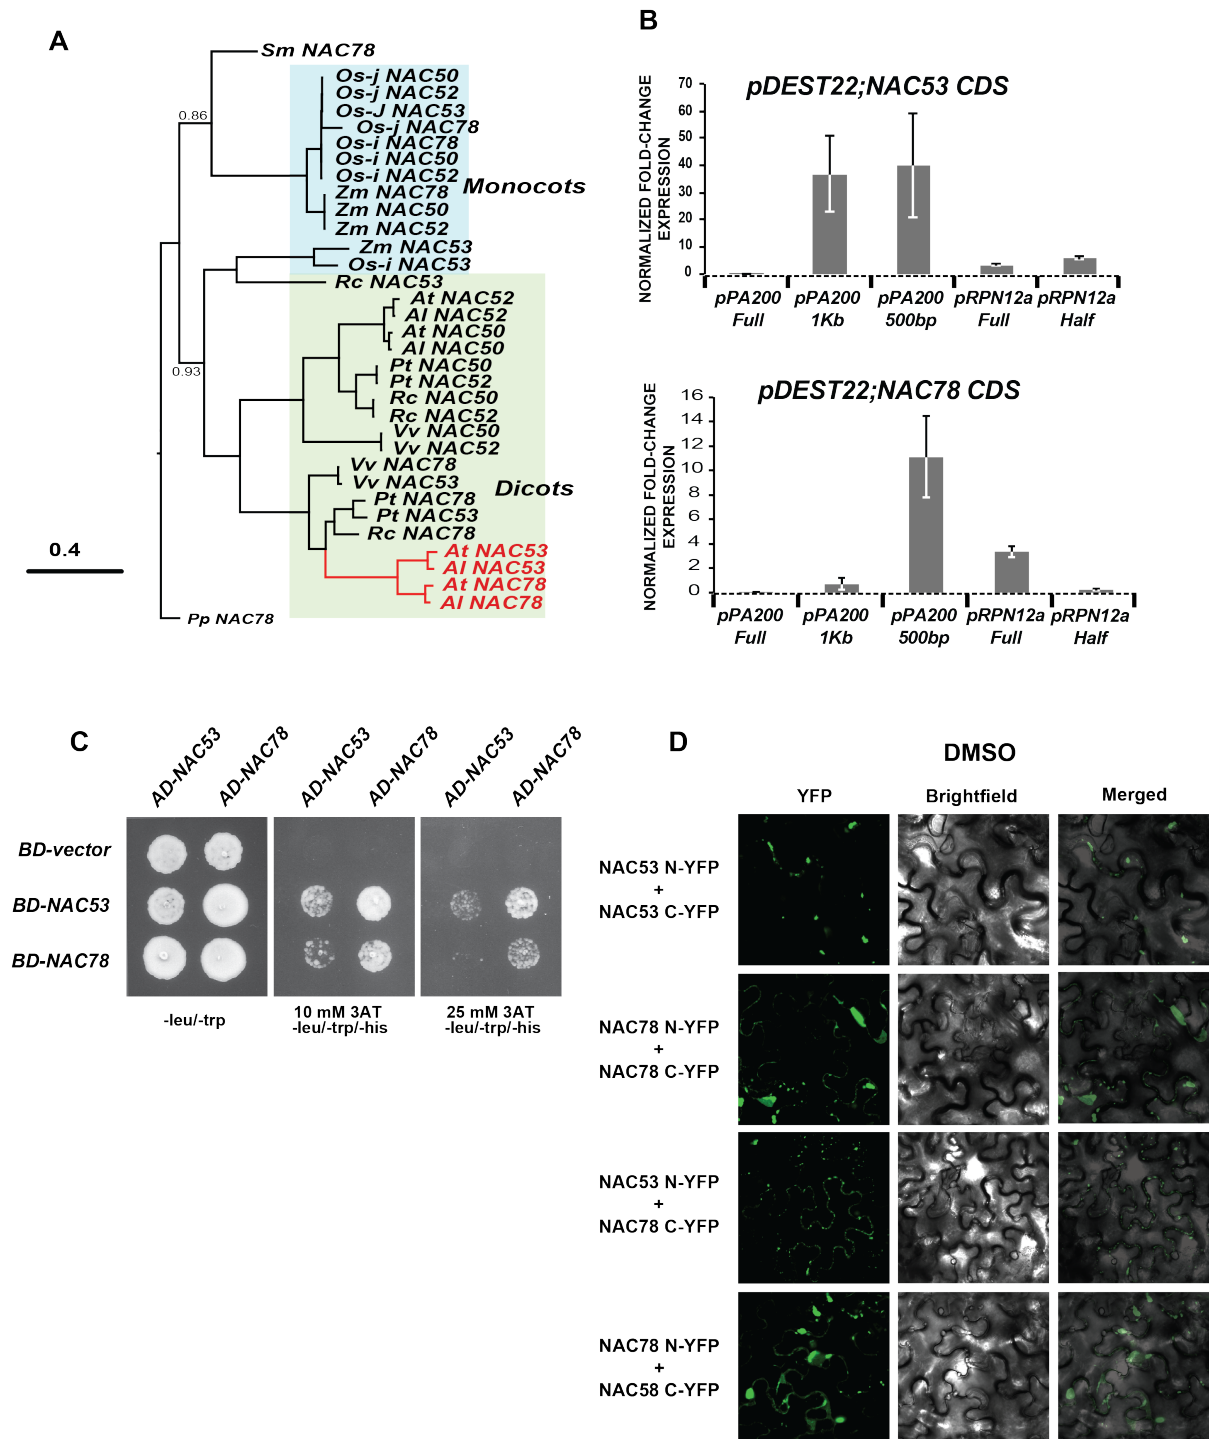 A
0.86
Sm NAC78
Os-j NAC50
Os-j NAC52
Os-J NAC53
Os-j NAC78
Os-i NAC78
Os-i NAC50
Os-i NAC52
Monocots
Zm NAC78
Zm NAC50
Zm NAC52
Zm NAC53
Os-i NAC53
Rc NAC53
0.93
At NAC52
Al NAC52
At NAC50
Al NAC50
Pt NAC50
Pt NAC52
Rc NAC50
Rc NAC52
Vv NAC50
Vv NAC52
Vv NAC78
Vv NAC53
Dicots
Pt NAC78
Pt NAC53
Rc NAC78
At NAC53
Al NAC53
At NAC78
Al NAC78
0.4
Pp NAC78
B
pDEST22;NAC53 CDS
NORMALIZED FOLD-CHANGE
EXPRESSION
70
60
50
40
30
20
10
0
pPA200 pPA200 pPA200 pRPN12a pRPN12a
Full 1Kb 500bp Full Half
pDEST22;NAC78 CDS
NORMALIZED FOLD-CHANGE
EXPRESSION
16
14
12
10
8
6
4
2
0
pPA200 pPA200 pPA200 pRPN12a pRPN12a
Full 1Kb 500bp Full Half
C
AD-NAC53
AD-NAC78
AD-NAC53
AD-NAC78
AD-NAC53
AD-NAC78
BD-vector
BD-NAC53
BD-NAC78
-leu/-trp
10 mM 3AT
-leu/-trp/-his
25 mM 3AT
-leu/-trp/-his
D
DMSO
YFP Brightfield Merged
NAC53 N-YFP
+
NAC53 C-YFP
NAC78 N-YFP
+
NAC78 C-YFP
NAC53 N-YFP
+
NAC78 C-YFP
NAC78 N-YFP
+
NAC58 C-YFP